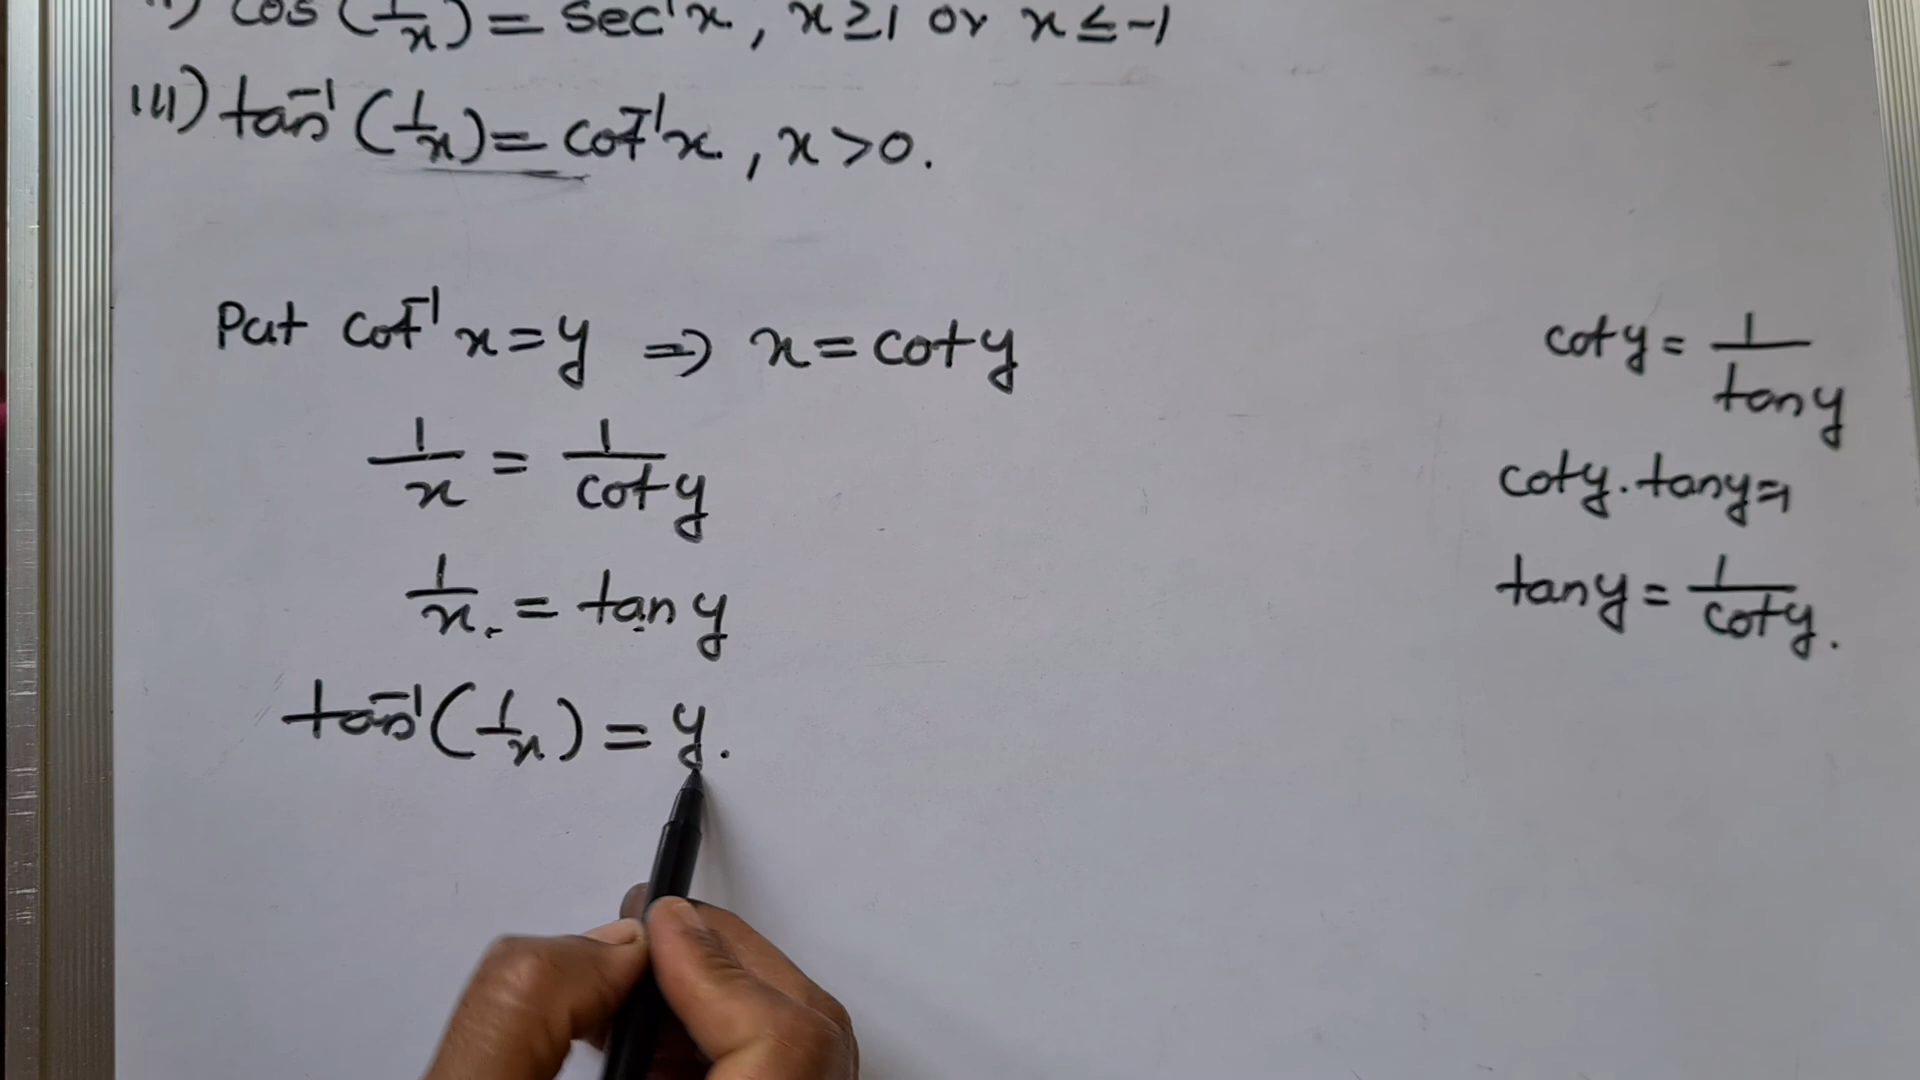 cos⁻¹(1/x) = sec⁻¹x, x ≥ 1 or x ≤ -1
iii) tan⁻¹(1/x) = cot⁻¹x, x > 0.
Put cot⁻¹x = y ⇒ x = cot y
1/x = 1/cot y
1/x = tan y
tan⁻¹(1/x) = y.
cot y = 1/tan y
cot y . tan y = 1
tan y = 1/cot y.